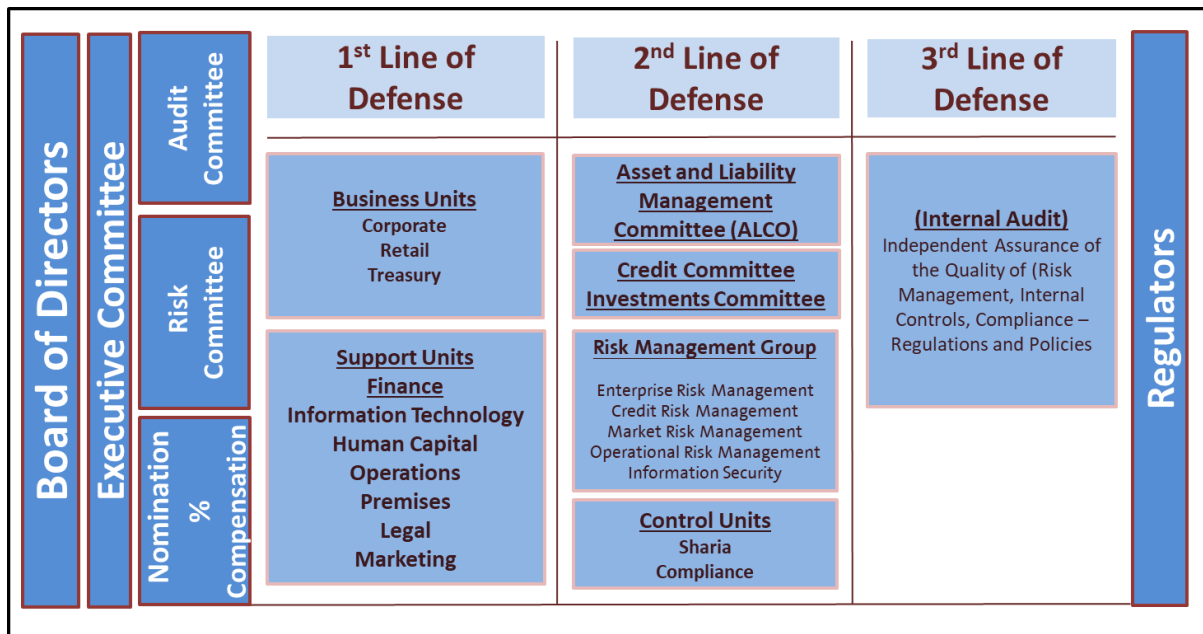 Board of Directors
Executive Committee
Audit
Committee
Risk
Committee
Nomination
%
Compensation
1st Line of
Defense
Business Units
Corporate
Retail
Treasury
Support Units
Finance
Information Technology
Human Capital
Operations
Premises
Legal
Marketing
2nd Line of
Defense
Asset and Liability
Management
Committee (ALCO)
Credit Committee
Investments Committee
Risk Management Group
Enterprise Risk Management
Credit Risk Management
Market Risk Management
Operational Risk Management
Information Security
Control Units
Sharia
Compliance
3rd Line of
Defense
(Internal Audit)
Independent Assurance of
the Quality of (Risk
Management, Internal
Controls, Compliance –
Regulations and Policies
Regulators